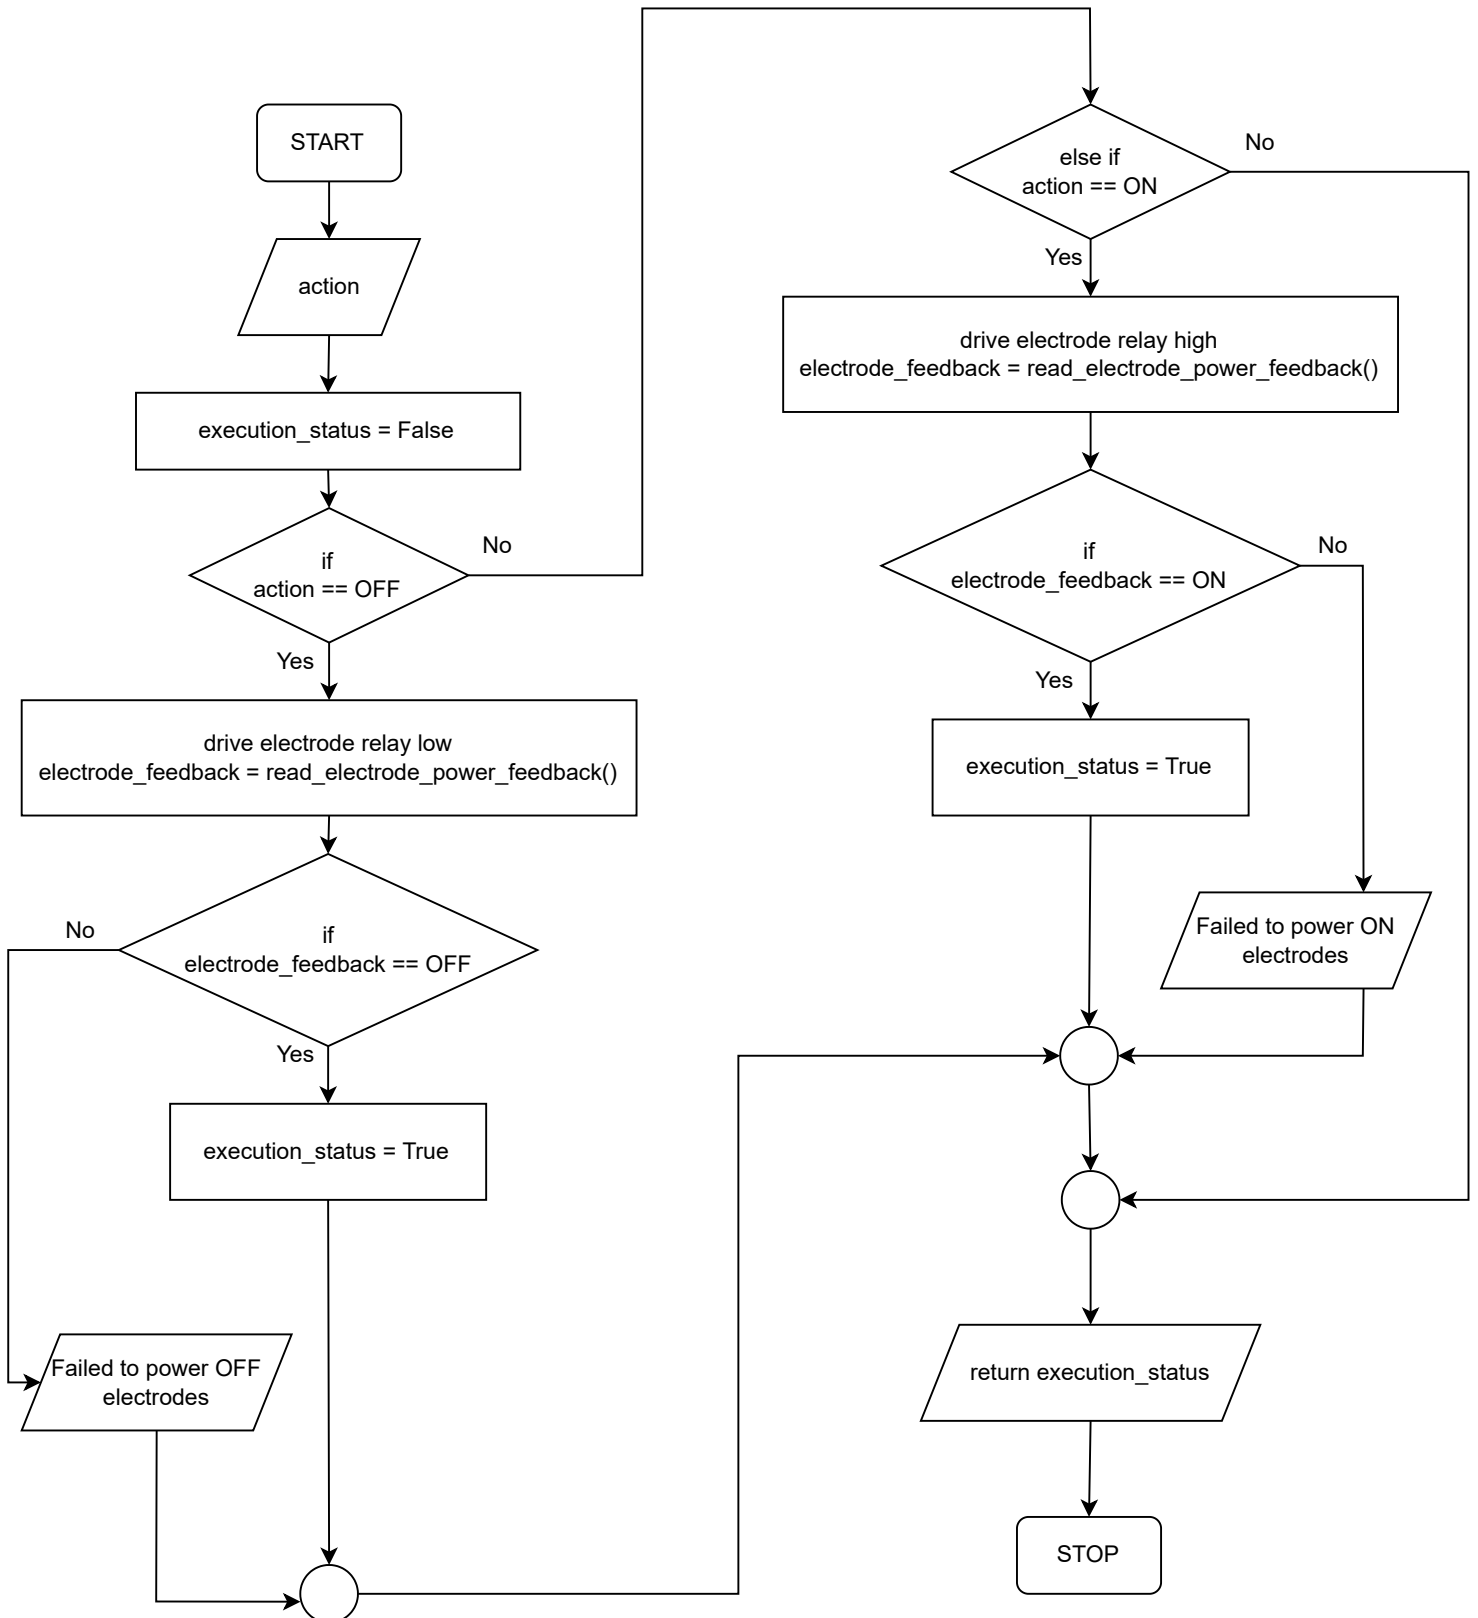 START
action
execution_status = False
if
action == OFF
No
Yes
drive electrode relay low
electrode_feedback = read_electrode_power_feedback()
if
electrode_feedback == OFF
No
Yes
execution_status = True
Failed to power OFF
electrodes
else if
action == ON
No
Yes
drive electrode relay high
electrode_feedback = read_electrode_power_feedback()
if
electrode_feedback == ON
No
Yes
execution_status = True
Failed to power ON
electrodes
return execution_status
STOP